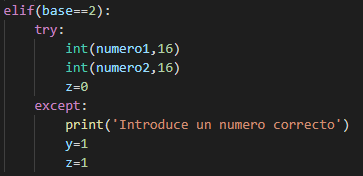 elif(base==2):
    try:
        int(numero1,16)
        int(numero2,16)
        z=0
    except:
        print('Introduce un numero correcto')
        y=1
        z=1